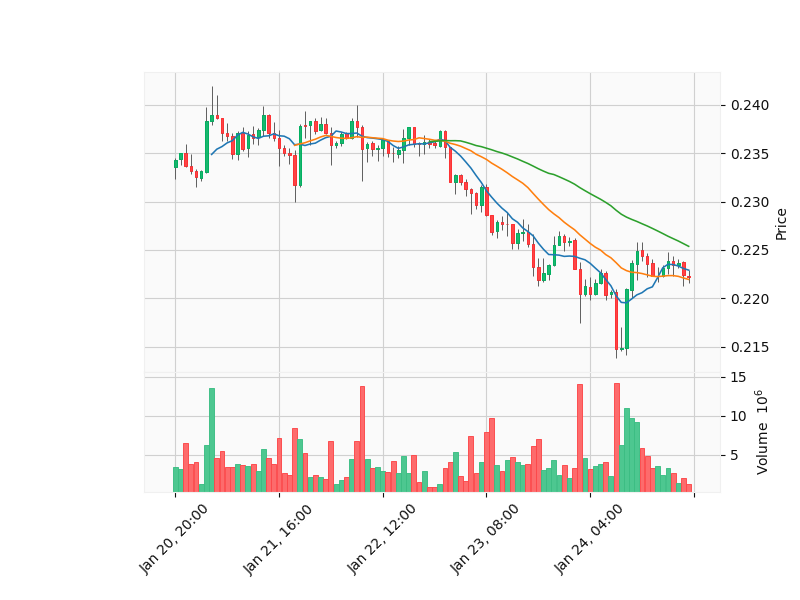 0.240
0.235
0.230
0.225
0.220
0.215
Price
15
10
5
Volume 10⁶
Jan 20, 20:00
Jan 21, 16:00
Jan 22, 12:00
Jan 23, 08:00
Jan 24, 04:00